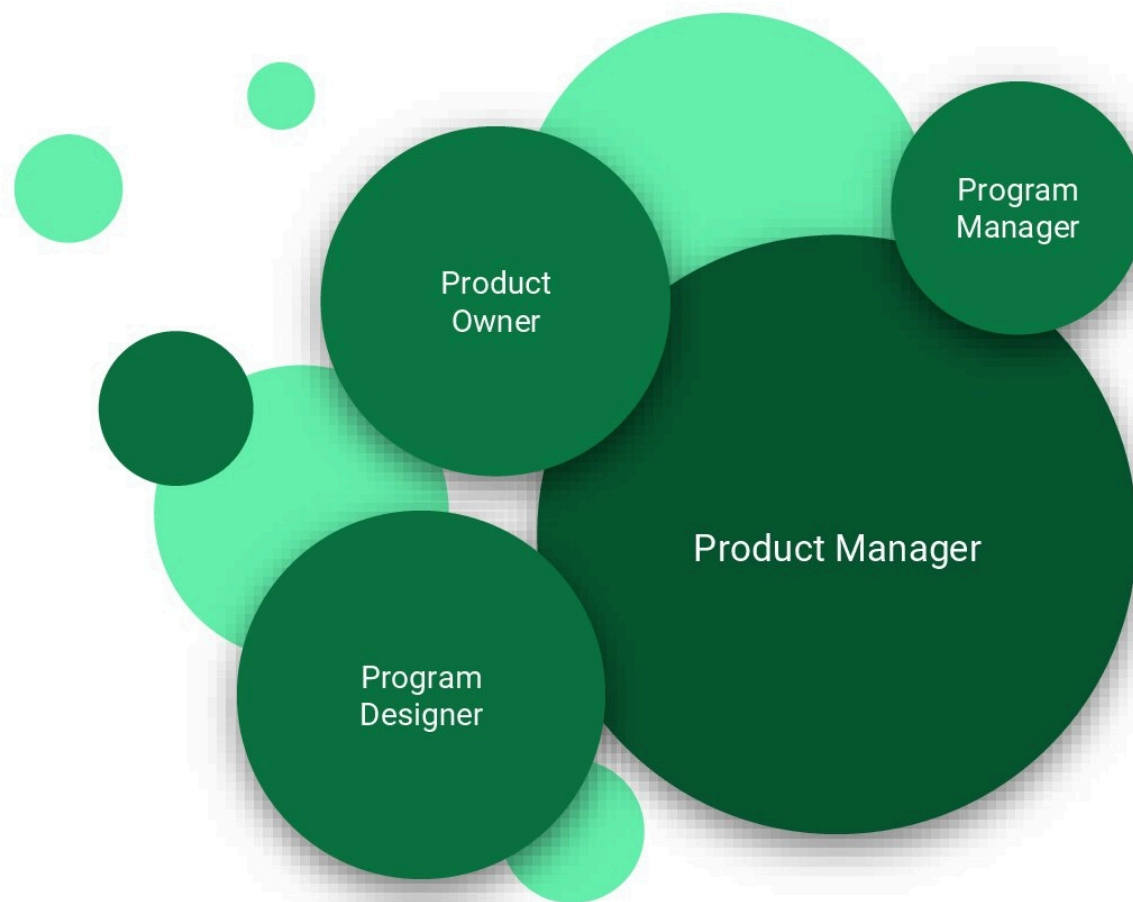 Program
Manager
Product
Owner
Product Manager
Program
Designer